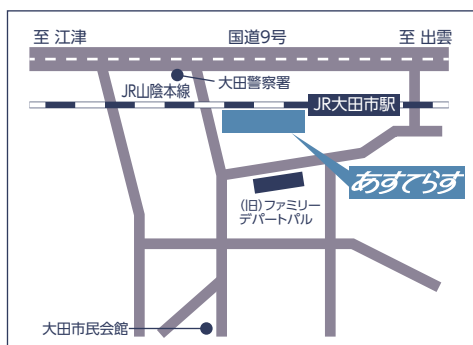 至 江津
国道9号
至 出雲
大田警察署
JR山陰本線
JR大田市駅
あすてらす
(旧)ファミリー
デパートパル
大田市民会館